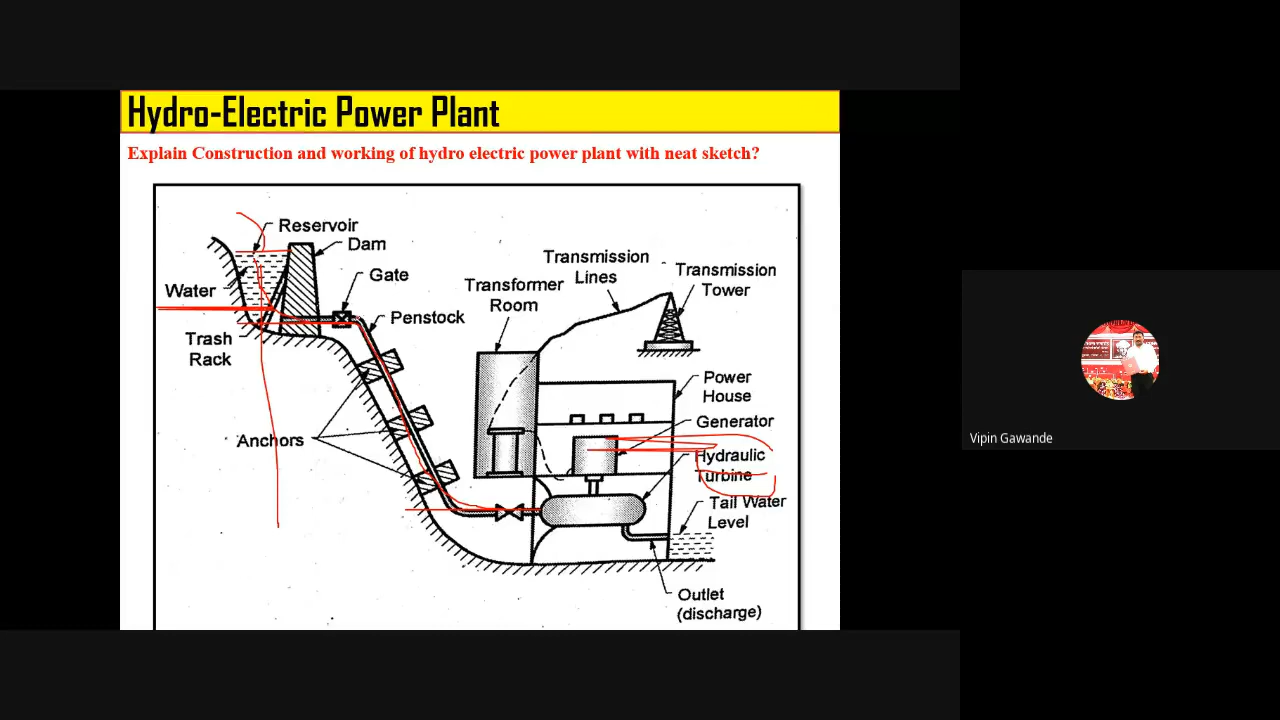 Hydro-Electric Power Plant
Explain Construction and working of hydro electric power plant with neat sketch?
Reservoir
Dam
Gate
Water
Penstock
Trash
Rack
Anchors
Transformer
Room
Transmission
Lines
Transmission
Tower
Power
House
Generator
Hydraulic
Turbine
Tail Water
Level
Outlet
(discharge)
Vipin Gawande